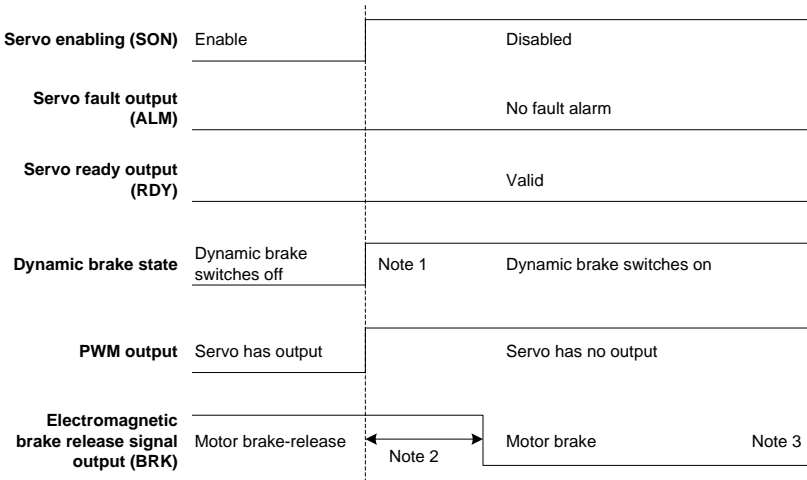 Servo enabling (SON) Enable Disabled
Servo fault output
(ALM)
No fault alarm
Servo ready output
(RDY)
Valid
Dynamic brake state
Dynamic brake
switches off
Note 1
Dynamic brake switches on
PWM output Servo has output Servo has no output
Electromagnetic
brake release signal
output (BRK)
Motor brake-release
Note 2
Motor brake
Note 3